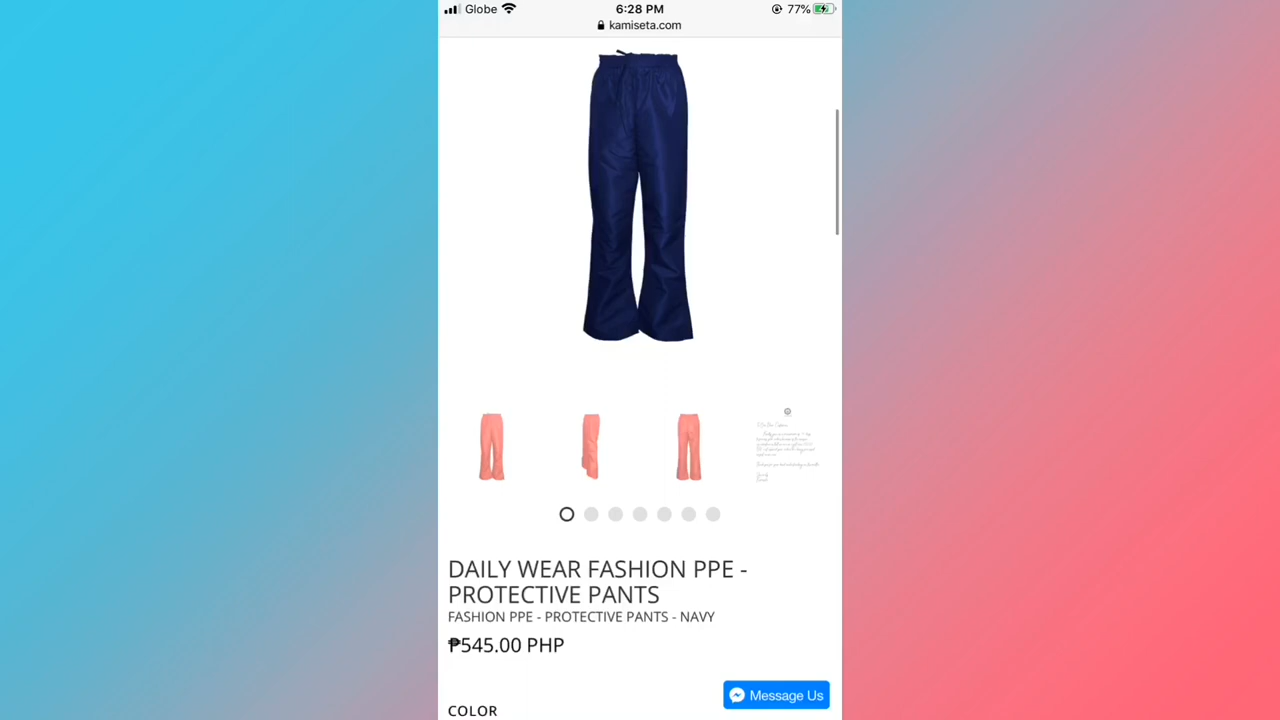 Globe 6:28 PM 77%
kamiseta.com
DAILY WEAR FASHION PPE -
PROTECTIVE PANTS
FASHION PPE - PROTECTIVE PANTS - NAVY
₱545.00 PHP
Message Us
COLOR